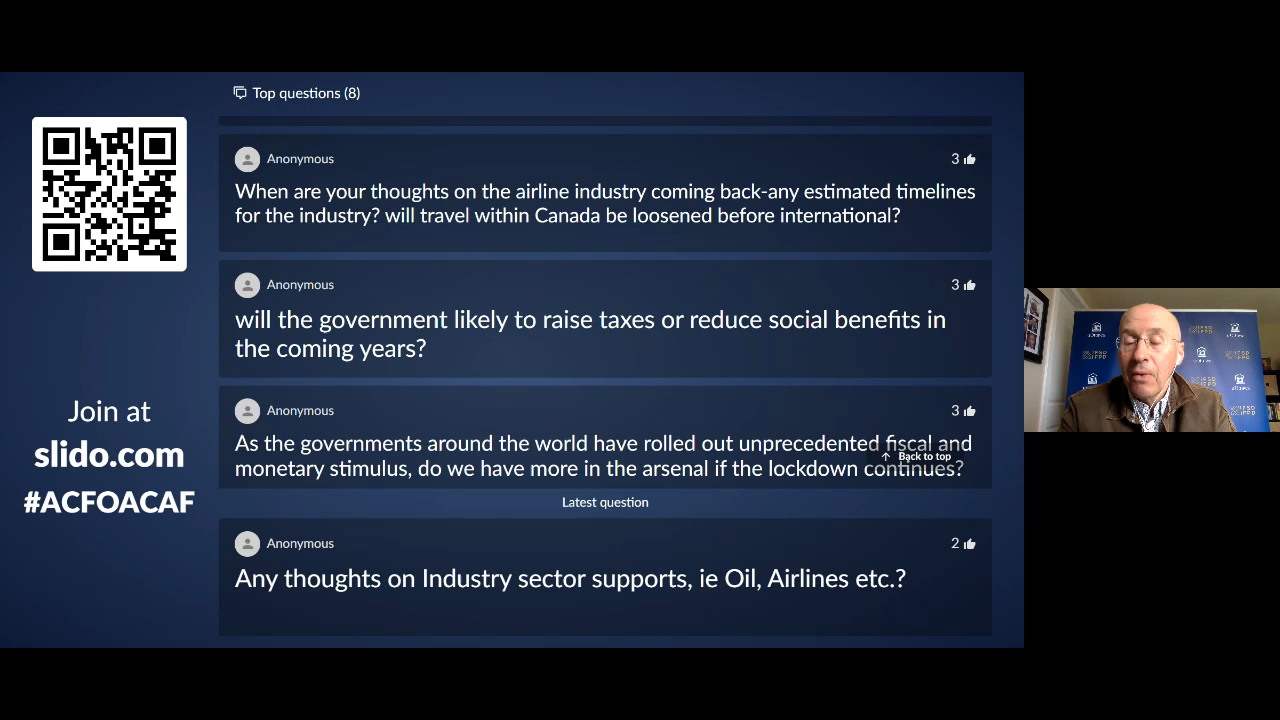 Top questions (8)
Anonymous
3
When are your thoughts on the airline industry coming back-any estimated timelines
for the industry? will travel within Canada be loosened before international?
Anonymous
3
will the government likely to raise taxes or reduce social benefits in
the coming years?
Anonymous
3
As the governments around the world have rolled out unprecedented fiscal and
monetary stimulus, do we have more in the arsenal if the lockdown continues?
Back to top
Latest question
Anonymous
2
Any thoughts on Industry sector supports, ie Oil, Airlines etc.?
Join at
slido.com
#ACFOACAF